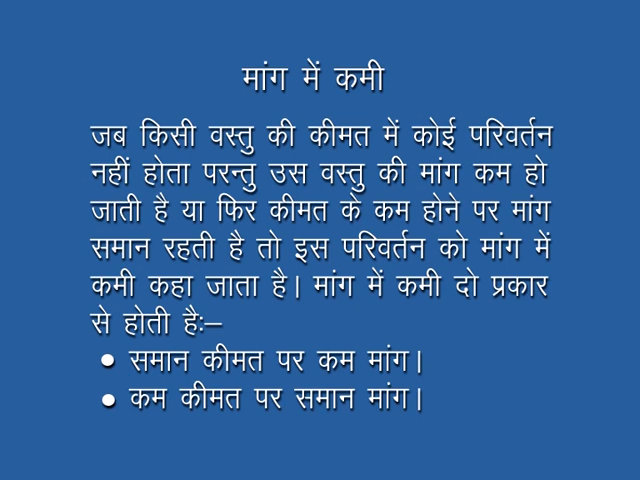 मांग में कमी
जब किसी वस्तु की कीमत में कोई परिवर्तन
नहीं होता परन्तु उस वस्तु की मांग कम हो
जाती है या फिर कीमत के कम होने पर मांग
समान रहती है तो इस परिवर्तन को मांग में
कमी कहा जाता है। मांग में कमी दो प्रकार
से होती हैः–
• समान कीमत पर कम मांग।
• कम कीमत पर समान मांग।